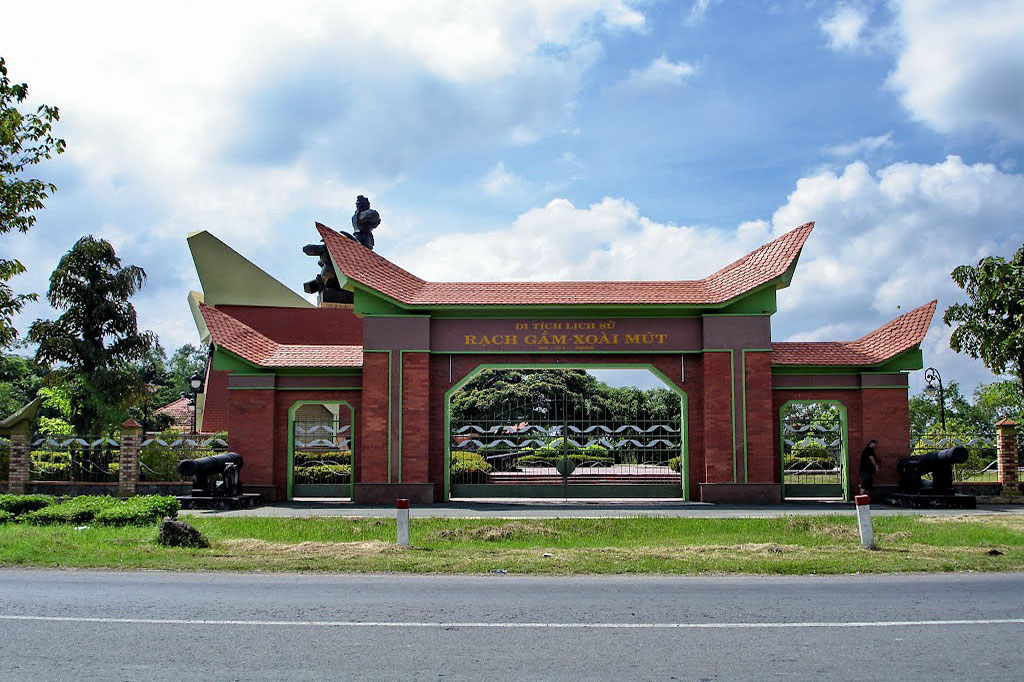 DI TÍCH LỊCH SỬ
RẠCH GẦM-XOÀI MÚT